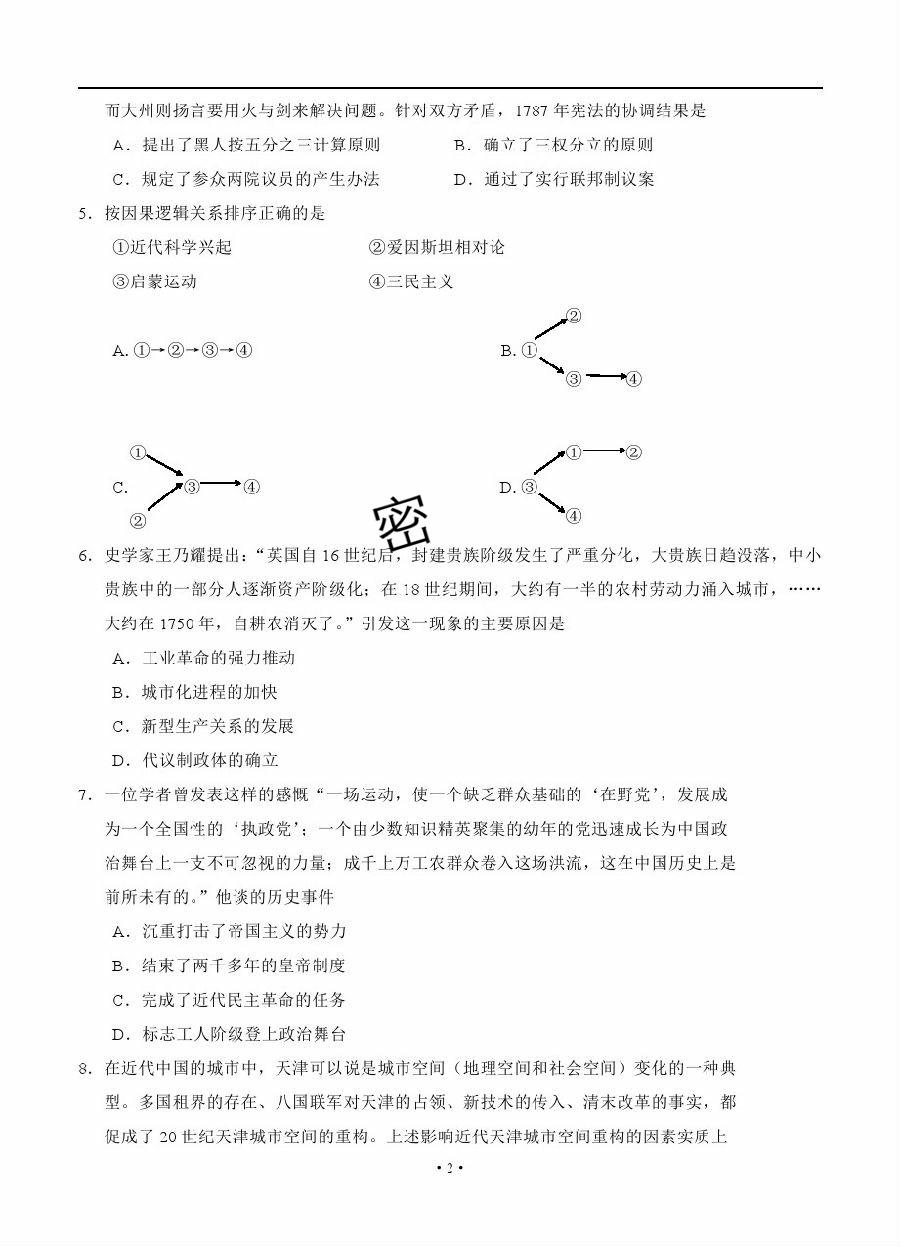 而大州则扬言要用火与剑来解决问题。针对双方矛盾，1787 年宪法的协调结果是
A．提出了黑人按五分之三计算原则 B．确立了三权分立的原则
C．规定了参众两院议员的产生办法 D．通过了实行联邦制议案
5．按因果逻辑关系排序正确的是
①近代科学兴起 ②爱因斯坦相对论
③启蒙运动 ④三民主义
②
A. ①→②→③→④ B. ①
③ ④
① ① ②
C. ③ ④ D. ③
② ④
密
6．史学家王乃耀提出：“英国自 16 世纪后，封建贵族阶级发生了严重分化，大贵族日趋没落，中小
贵族中的一部分人逐渐资产阶级化；在 18 世纪期间，大约有一半的农村劳动力涌入城市，……
大约在 1750 年，自耕农消灭了。”引发这一现象的主要原因是
A．工业革命的强力推动
B．城市化进程的加快
C．新型生产关系的发展
D．代议制政体的确立
7．一位学者曾发表这样的感慨“一场运动，使一个缺乏群众基础的‘在野党’，发展成
为一个全国性的‘执政党’；一个由少数知识精英聚集的幼年的党迅速成长为中国政
治舞台上一支不可忽视的力量；成千上万工农群众卷入这场洪流，这在中国历史上是
前所未有的。”他谈的历史事件
A．沉重打击了帝国主义的势力
B．结束了两千多年的皇帝制度
C．完成了近代民主革命的任务
D．标志工人阶级登上政治舞台
8．在近代中国的城市中，天津可以说是城市空间（地理空间和社会空间）变化的一种典
型。多国租界的存在、八国联军对天津的占领、新技术的传入、清末改革的事实，都
促成了 20 世纪天津城市空间的重构。上述影响近代天津城市空间重构的因素实质上
·2·